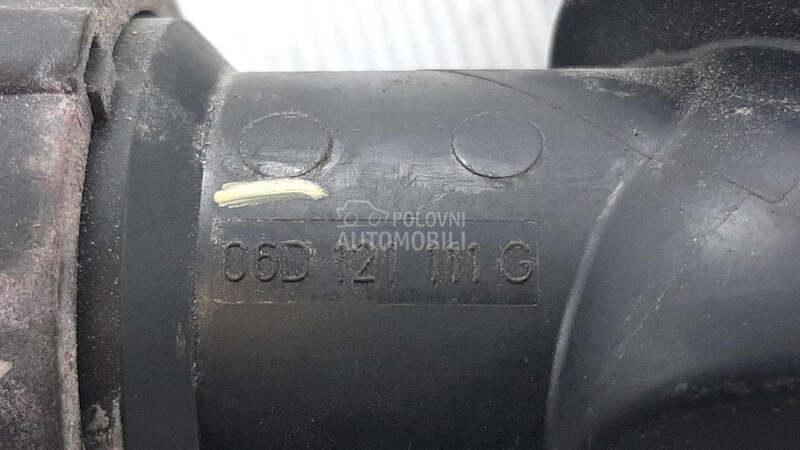 POLOVNI
AUTOMOBILI
06D 121 111 G